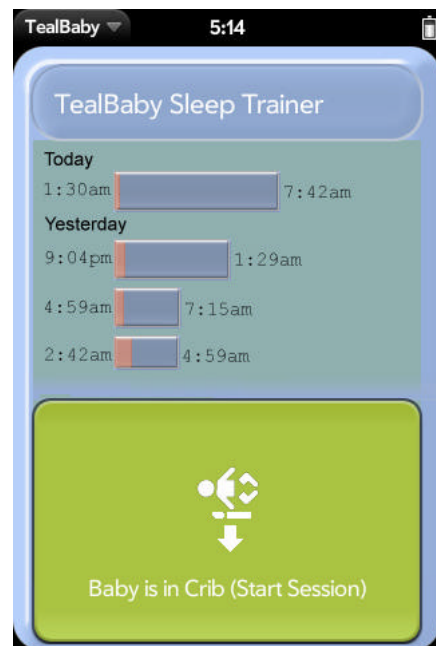 TealBaby 5:14
TealBaby Sleep Trainer
Today
1:30am 7:42am
Yesterday
9:04pm 1:29am
4:59am 7:15am
2:42am 4:59am
Baby is in Crib (Start Session)